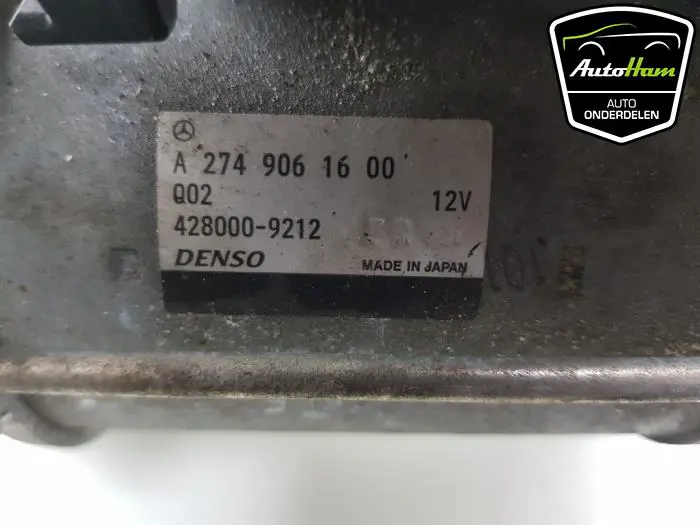 AutoHam
AUTO
ONDERDELEN
A 274 906 16 00
Q02 12V
428000-9212
DENSO MADE IN JAPAN